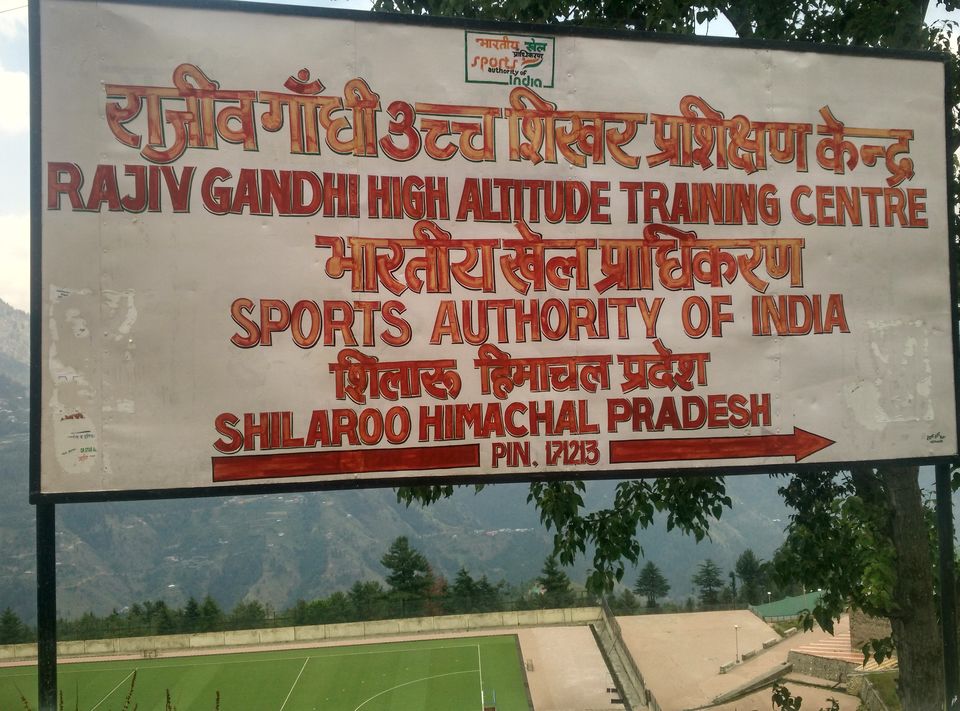 भारतीय खेल
प्राधिकरण
sports
authority of
india
राजीव गाँधी उच्च शिखर प्रशिक्षण केन्द्र
RAJIV GANDHI HIGH ALTITUDE TRAINING CENTRE
भारतीय खेल प्राधिकरण
SPORTS AUTHORITY OF INDIA
शिलारू हिमाचल प्रदेश
SHILAROO HIMACHAL PRADESH
PIN. 171213